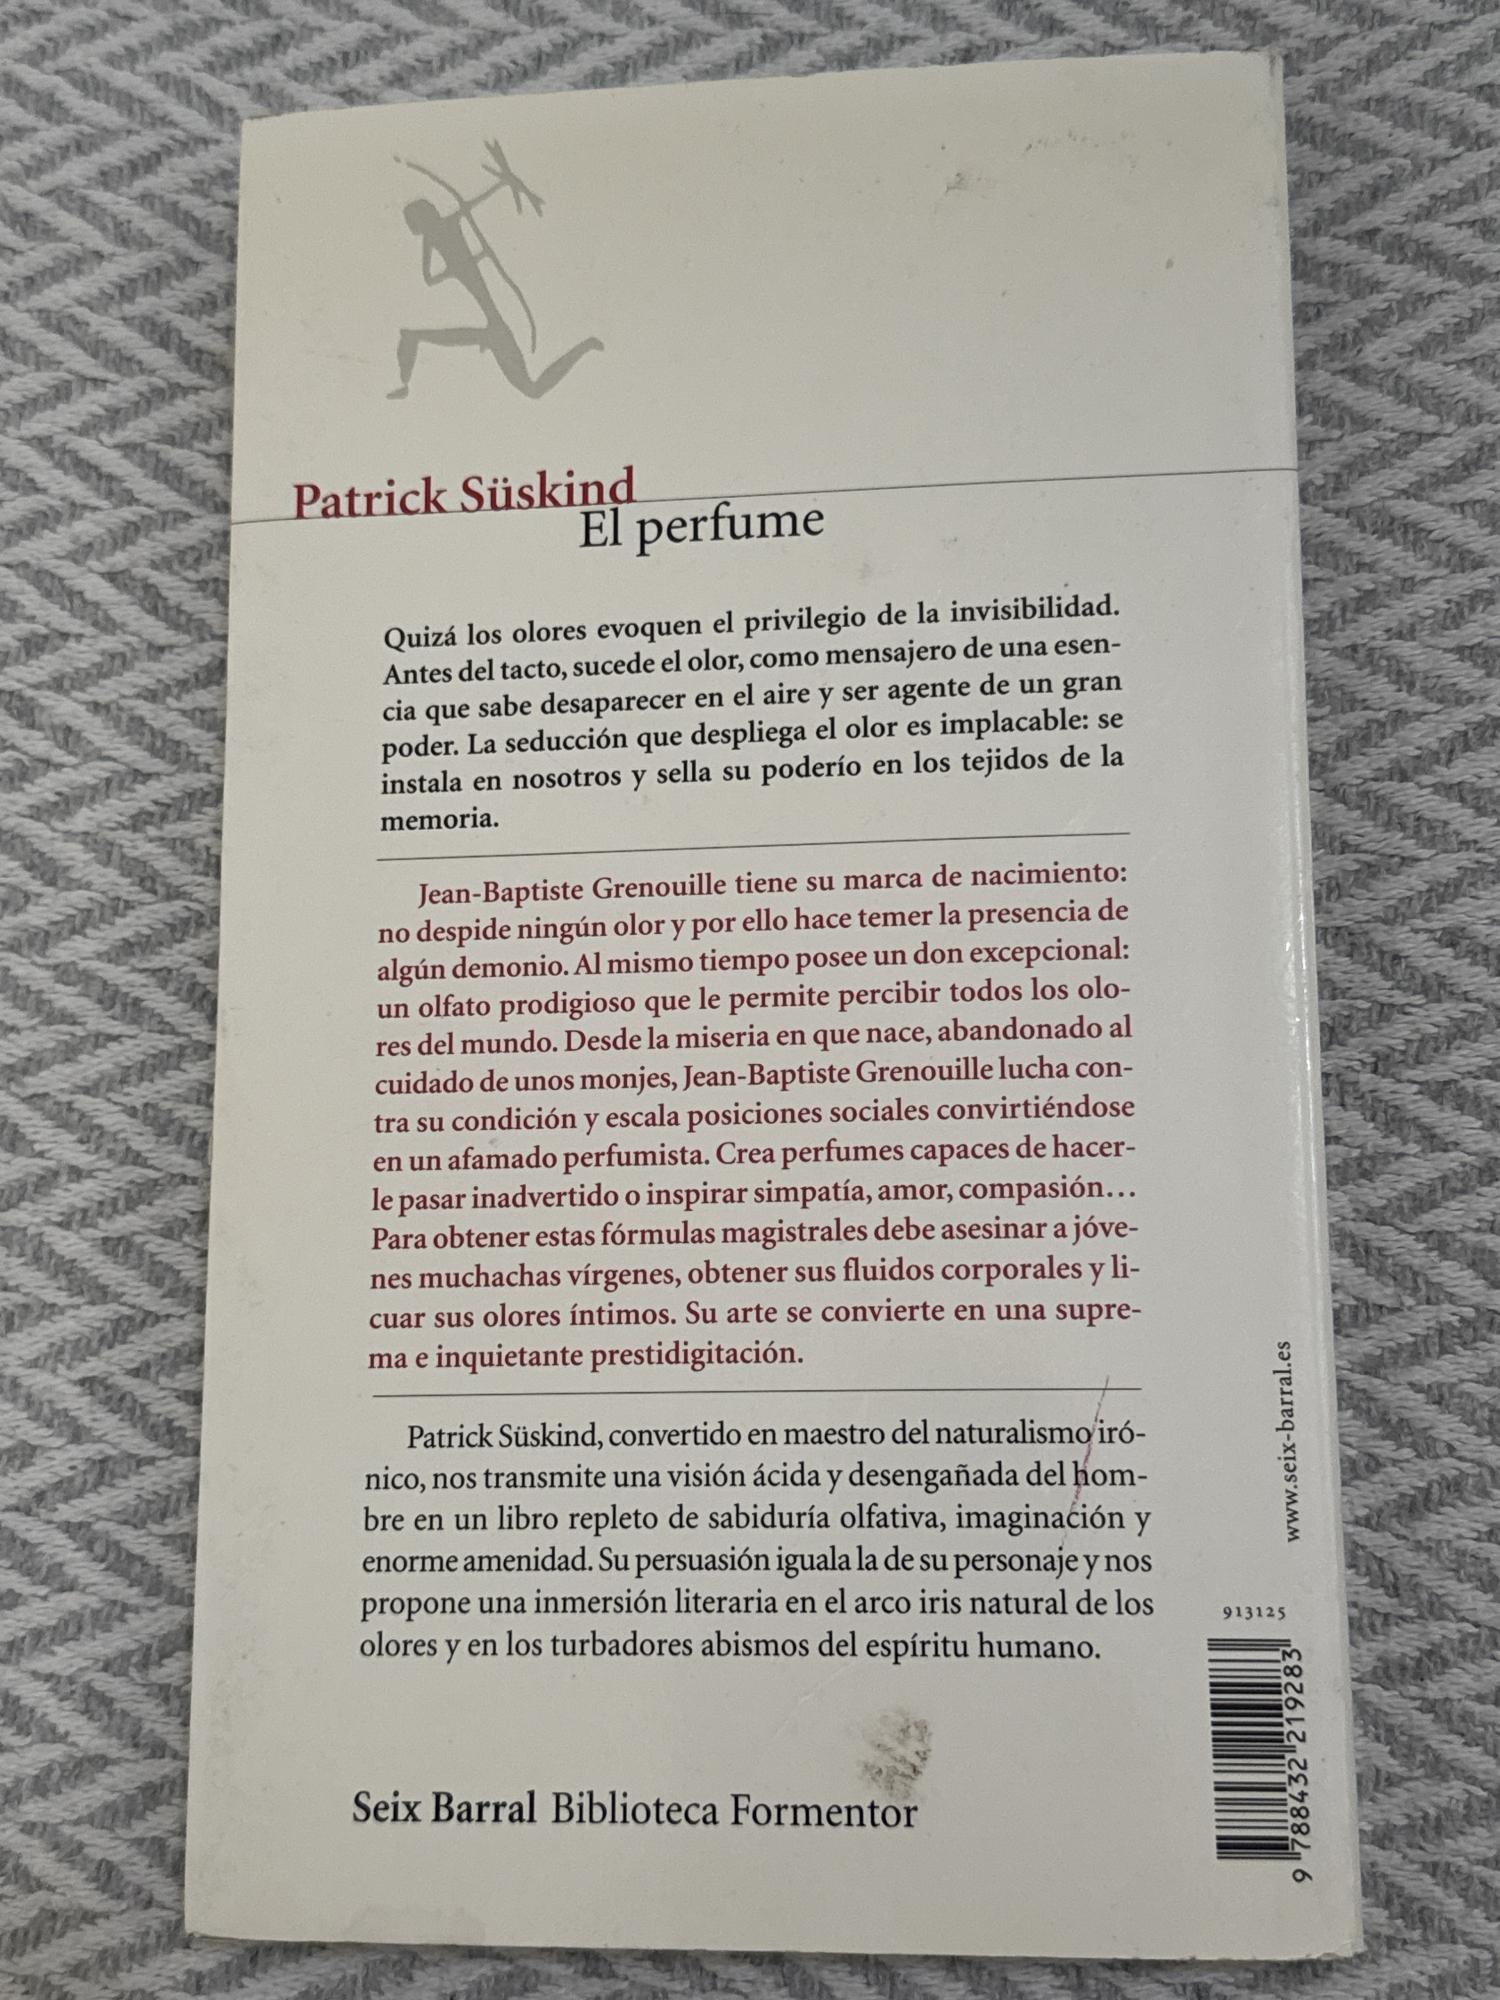 Patrick Süskind
El perfume
Quizá los olores evoquen el privilegio de la invisibilidad.
Antes del tacto, sucede el olor, como mensajero de una esen-
cia que sabe desaparecer en el aire y ser agente de un gran
poder. La seducción que despliega el olor es implacable: se
instala en nosotros y sella su poderío en los tejidos de la
memoria.
Jean-Baptiste Grenouille tiene su marca de nacimiento:
no despide ningún olor y por ello hace temer la presencia de
algún demonio. Al mismo tiempo posee un don excepcional:
un olfato prodigioso que le permite percibir todos los olo-
res del mundo. Desde la miseria en que nace, abandonado al
cuidado de unos monjes, Jean-Baptiste Grenouille lucha con-
tra su condición y escala posiciones sociales convirtiéndose
en un afamado perfumista. Crea perfumes capaces de hacer-
le pasar inadvertido o inspirar simpatía, amor, compasión…
Para obtener estas fórmulas magistrales debe asesinar a jóve-
nes muchachas vírgenes, obtener sus fluidos corporales y li-
cuar sus olores íntimos. Su arte se convierte en una supre-
ma e inquietante prestidigitación.
Patrick Süskind, convertido en maestro del naturalismo iró-
nico, nos transmite una visión ácida y desengañada del hom-
bre en un libro repleto de sabiduría olfativa, imaginación y
enorme amenidad. Su persuasión iguala la de su personaje y nos
propone una inmersión literaria en el arco iris natural de los
olores y en los turbadores abismos del espíritu humano.
Seix Barral Biblioteca Formentor
www.seix-barral.es
913125
9 788432 219283